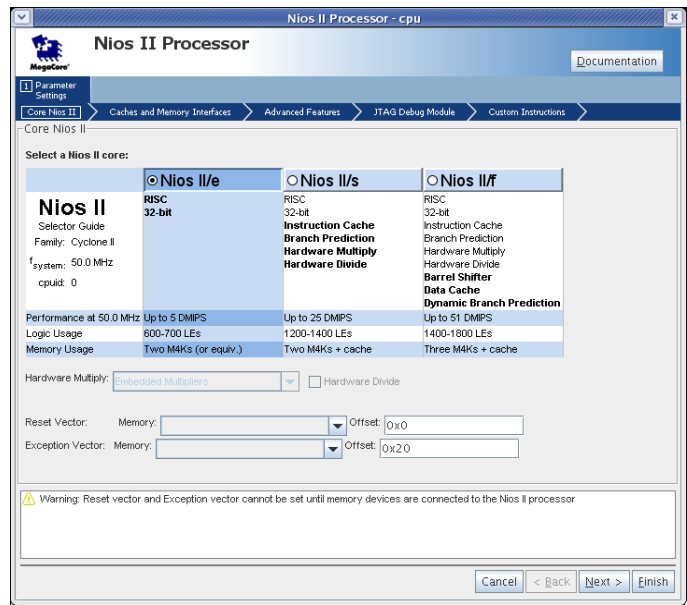 Nios II Processor - cpu
MegaCore'
Nios II Processor
Documentation
1 Parameter
Settings
Core Nios II
Caches and Memory Interfaces
Advanced Features
JTAG Debug Module
Custom Instructions
Core Nios II
Select a Nios II core:
Nios II/e
Nios II/s
Nios II/f
Nios II
Selector Guide
Family: Cyclone II
fsystem: 50.0 MHz
cpuid: 0
RISC
32-bit
RISC
32-bit
Instruction Cache
Branch Prediction
Hardware Multiply
Hardware Divide
RISC
32-bit
Instruction Cache
Branch Prediction
Hardware Multiply
Hardware Divide
Barrel Shifter
Data Cache
Dynamic Branch Prediction
Performance at 50.0 MHz Up to 5 DMIPS Up to 25 DMIPS Up to 51 DMIPS
Logic Usage 600-700 LEs 1200-1400 LEs 1400-1800 LEs
Memory Usage Two M4Ks (or equiv.) Two M4Ks + cache Three M4Ks + cache
Hardware Multiply: Embedded Multipliers Hardware Divide
Reset Vector: Memory: Offset: 0x0
Exception Vector: Memory: Offset: 0x20
Warning: Reset vector and Exception vector cannot be set until memory devices are connected to the Nios II processor
Cancel < Back Next > Finish